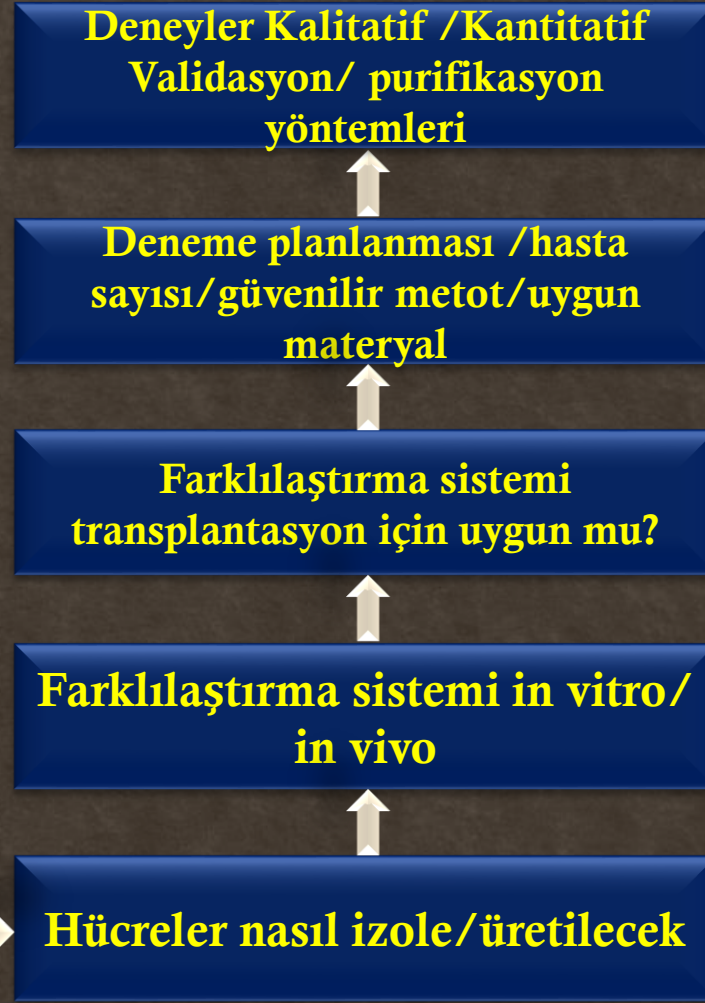 Deneyler Kalitatif /Kantitatif
Validasyon/ purifikasyon
yöntemleri
Deneme planlanması /hasta
sayısı/güvenilir metot/uygun
materyal
Farklılaştırma sistemi
transplantasyon için uygun mu?
Farklılaştırma sistemi in vitro/
in vivo
Hücreler nasıl izole/üretilecek